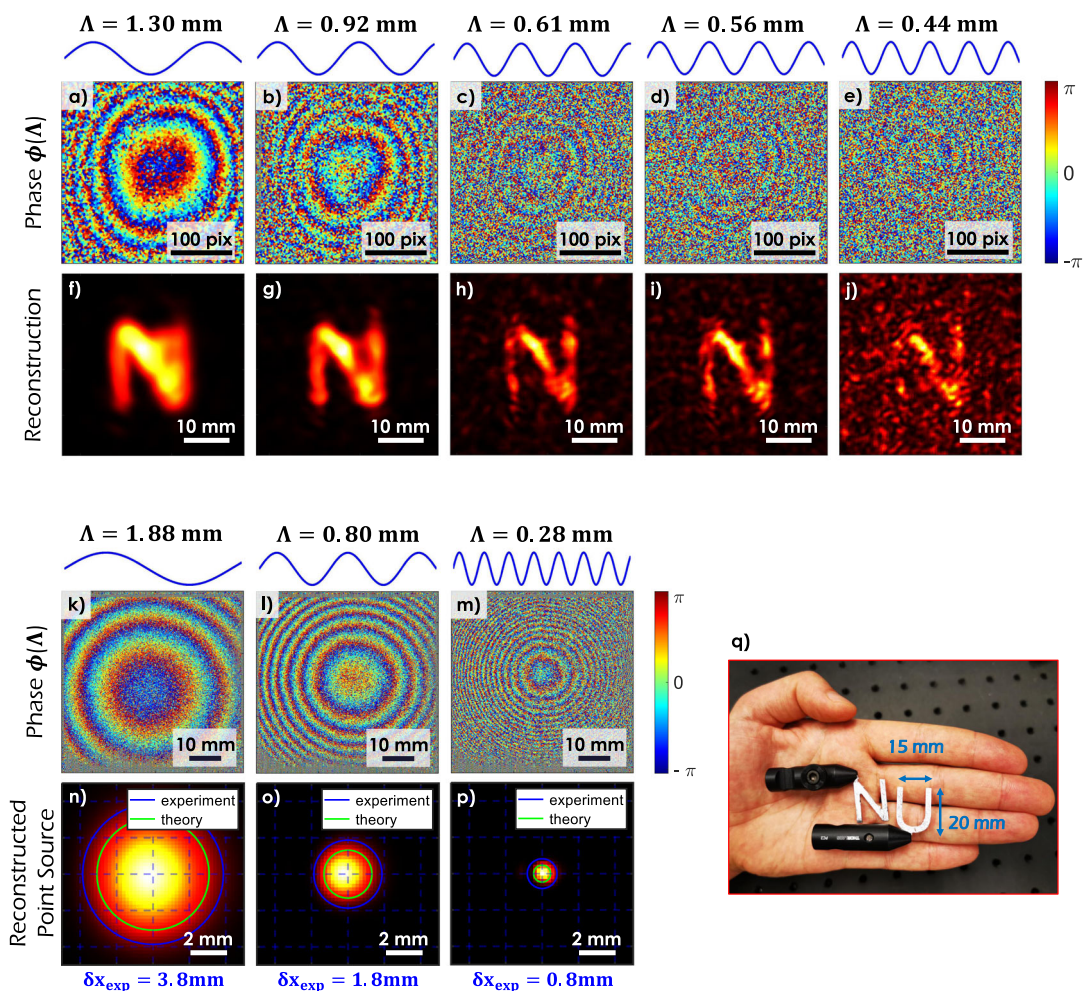 Λ = 1.30 mm
Λ = 0.92 mm
Λ = 0.61 mm
Λ = 0.56 mm
Λ = 0.44 mm
Phase ϕ(Λ)
a)
100 pix
b)
100 pix
c)
100 pix
d)
100 pix
e)
100 pix
π
0
-π
Reconstruction
f)
10 mm
g)
10 mm
h)
10 mm
i)
10 mm
j)
10 mm
Λ = 1.88 mm
Λ = 0.80 mm
Λ = 0.28 mm
Phase ϕ(Λ)
k)
10 mm
l)
10 mm
m)
10 mm
π
0
- π
Reconstructed
Point Source
n)
experiment
theory
2 mm
o)
experiment
theory
2 mm
p)
experiment
theory
2 mm
δx_exp = 3.8mm
δx_exp = 1.8mm
δx_exp = 0.8mm
q)
15 mm
NU
20 mm